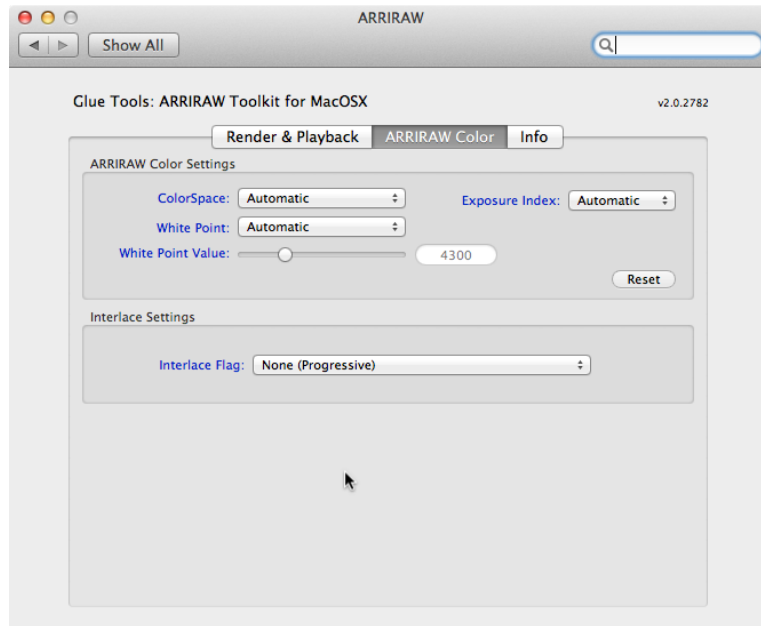 ARRIRAW
Show All
Glue Tools: ARRIRAW Toolkit for MacOSX v2.0.2782
Render & Playback ARRIRAW Color Info
ARRIRAW Color Settings
ColorSpace: Automatic Exposure Index: Automatic
White Point: Automatic
White Point Value: 4300
Reset
Interlace Settings
Interlace Flag: None (Progressive)